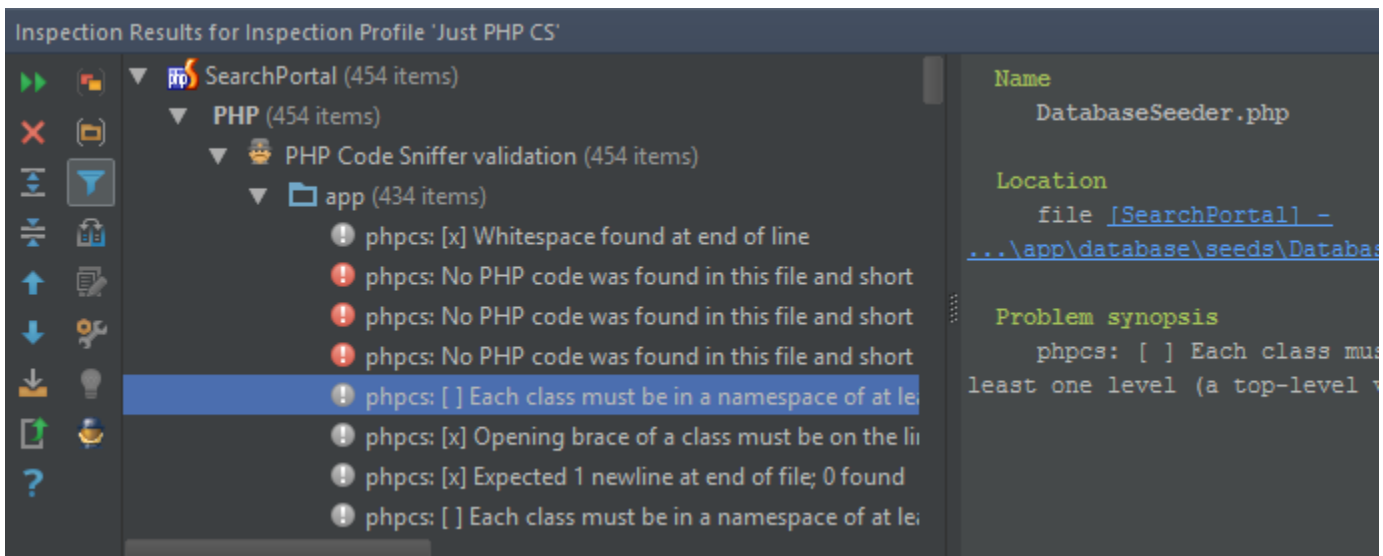 Inspection Results for Inspection Profile 'Just PHP CS'
SearchPortal (454 items)
PHP (454 items)
PHP Code Sniffer validation (454 items)
app (434 items)
phpcs: [x] Whitespace found at end of line
phpcs: No PHP code was found in this file and short
phpcs: No PHP code was found in this file and short
phpcs: No PHP code was found in this file and short
phpcs: [ ] Each class must be in a namespace of at
phpcs: [x] Opening brace of a class must be on the
phpcs: [x] Expected 1 newline at end of file; 0 found
phpcs: [ ] Each class must be in a namespace of at
Name
DatabaseSeeder.php
Location
file [SearchPortal] -
...\app\database\seeds\Databas
Problem synopsis
phpcs: [ ] Each class mus
least one level (a top-level